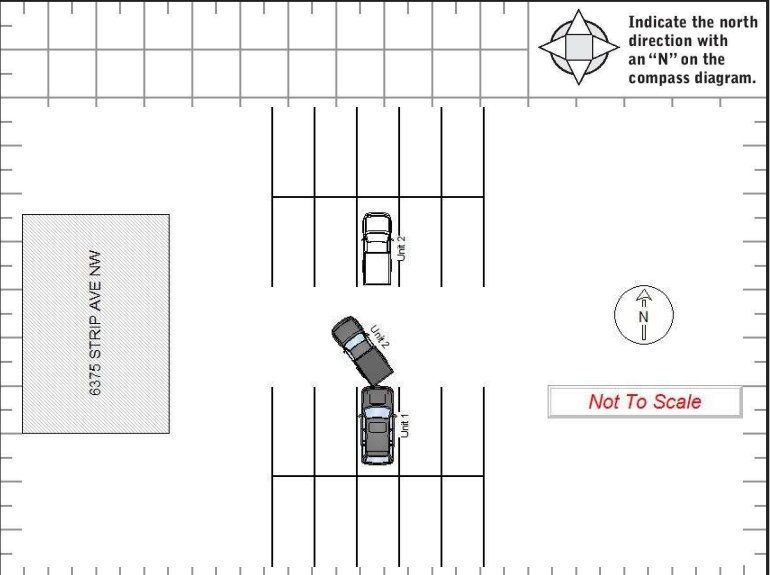 Indicate the north
direction with
an “N” on the
compass diagram.
6375 STRIP AVE NW
Unit 2
N
Unit 2
Not To Scale
Unit 1